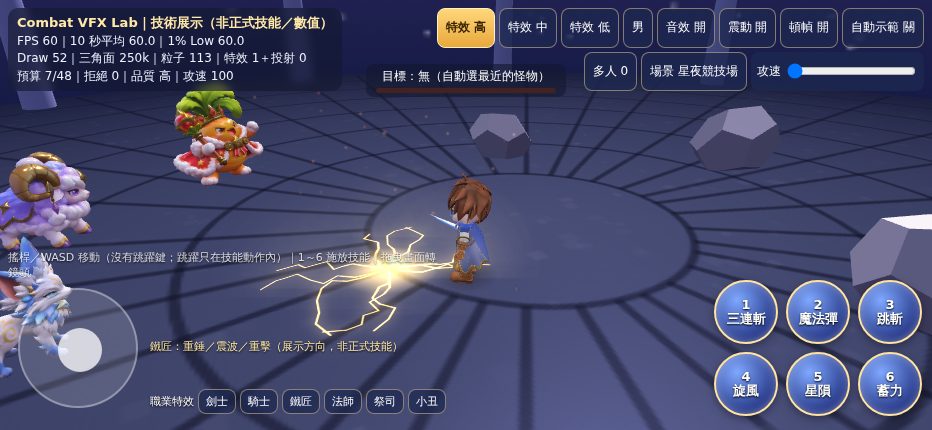 Combat VFX Lab｜技術展示（非正式技能／數值）
FPS 60｜10 秒平均 60.0｜1% Low 60.0
Draw 52｜三角面 250k｜粒子 113｜特效 1＋投射 0
預算 7/48｜拒絕 0｜品質 高｜攻速 100
特效 高
特效 中
特效 低
男
音效 開
震動 開
頓幀 開
自動示範 關
目標：無（自動選最近的怪物）
多人 0
場景 星夜競技場
攻速
搖桿／WASD 移動（沒有跳躍鍵；跳躍只在技能動作內）｜1~6 施放技能／拖曳畫面轉
鏡頭
1
三連斬
2
魔法彈
3
跳斬
鐵匠：重錘／震波／重擊（展示方向，非正式技能）
4
旋風
5
星隕
6
蓄力
職業特效
劍士
騎士
鐵匠
法師
祭司
小丑